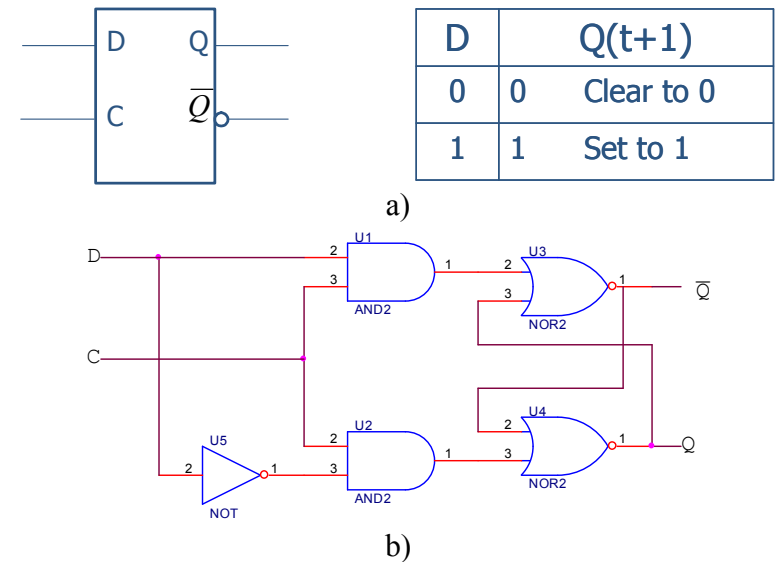 D Q
C Q̅
D Q(t+1)
0 0 Clear to 0
1 1 Set to 1
a)
U1
D 2 1
3
AND2
U3
2 1 Q̅
3
NOR2
C
U2
2 1
3
AND2
U4
2 1 Q
3
NOR2
U5
2 1
NOT
b)